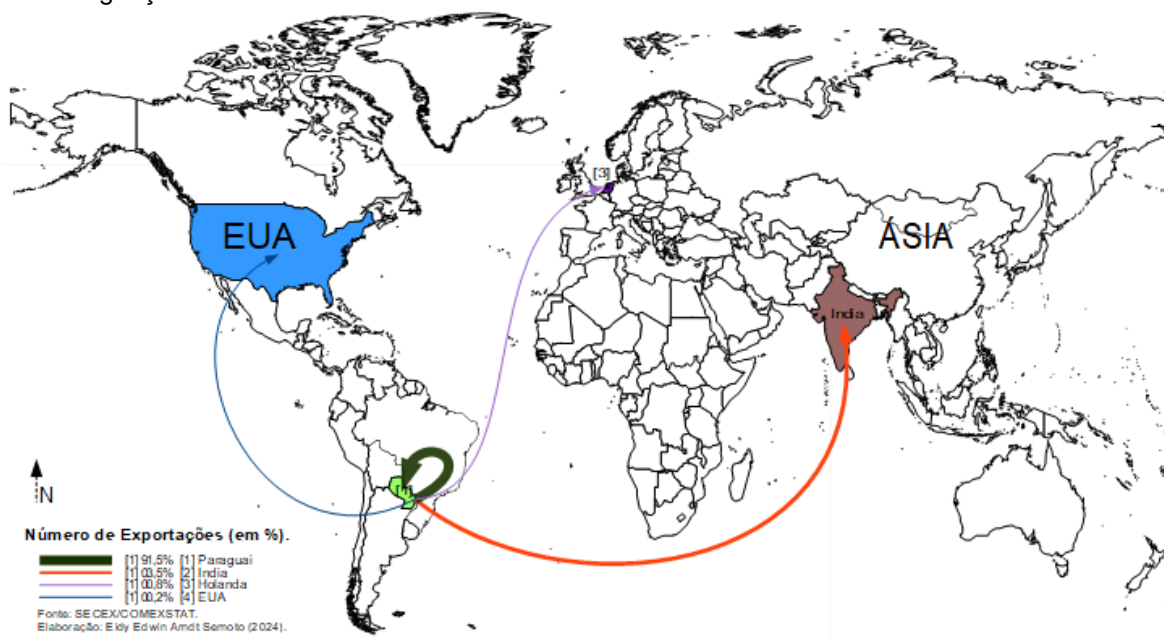 [3]
EUA
ÁSIA
India
N
Número de Exportações (em %).
[1] 91,5% [1] Paraguai
[1] 03,5% [2] India
[1] 00,8% [3] Holanda
[1] 00,2% [4] EUA
Fonte: SECEX/COMEXSTAT.
Elaboração: Eidy Edwin Arndt Semoto (2024).